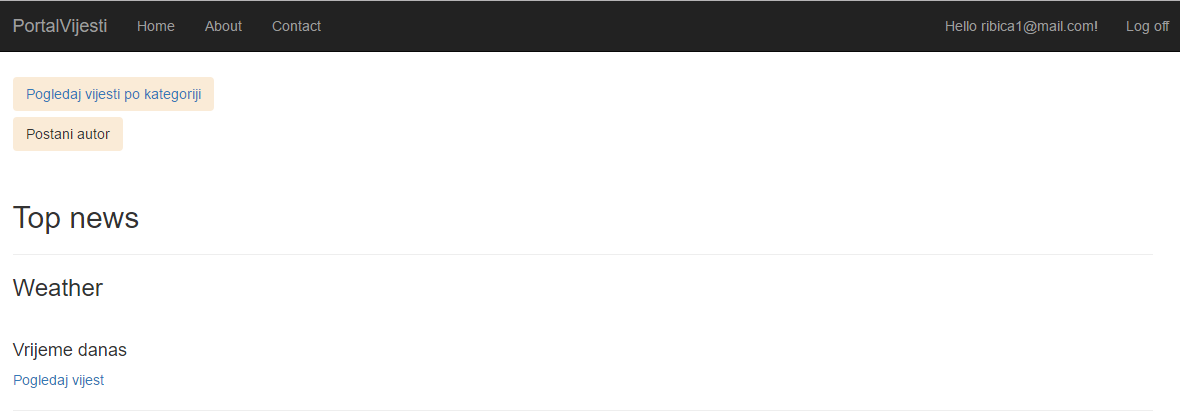 PortalVijesti Home About Contact Hello ribica1@mail.com! Log off
Pogledaj vijesti po kategoriji
Postani autor
Top news
Weather
Vrijeme danas
Pogledaj vijest